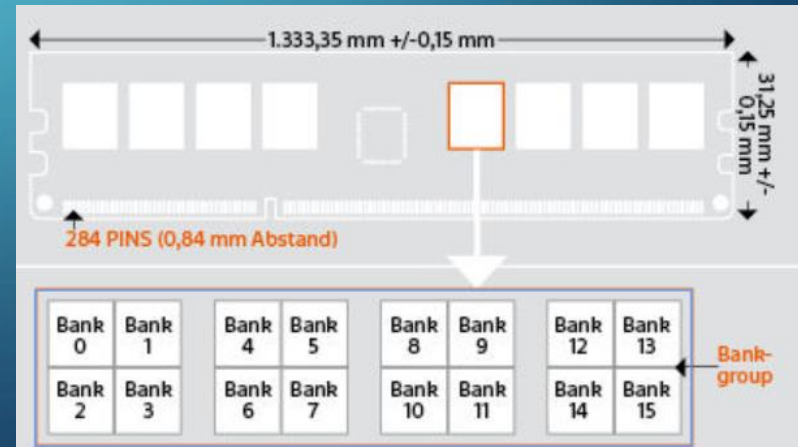 1.333,35 mm +/-0,15 mm
31,25 mm +/-
0,15 mm
284 PINS (0,84 mm Abstand)
Bank
0
Bank
1
Bank
4
Bank
5
Bank
8
Bank
9
Bank
12
Bank
13
Bank
2
Bank
3
Bank
6
Bank
7
Bank
10
Bank
11
Bank
14
Bank
15
Bank-
group